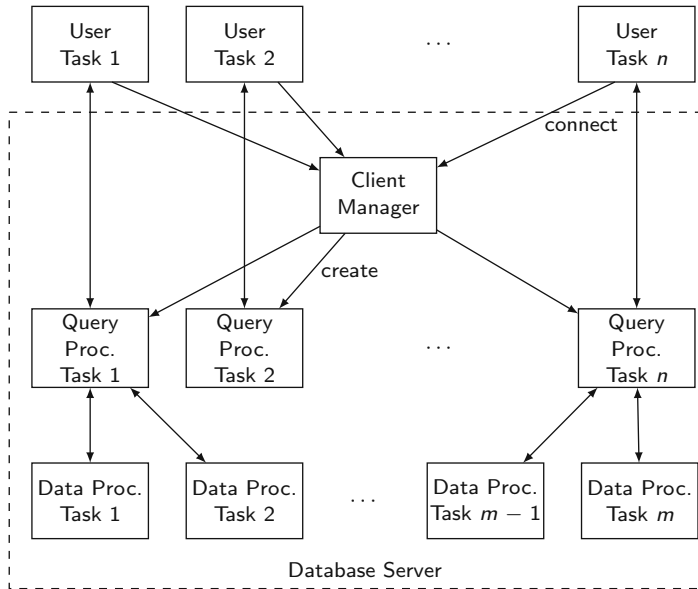 User
Task 1
User
Task 2
...
User
Task n
connect
Client
Manager
create
Query
Proc.
Task 1
Query
Proc.
Task 2
...
Query
Proc.
Task n
Data Proc.
Task 1
Data Proc.
Task 2
...
Data Proc.
Task m − 1
Data Proc.
Task m
Database Server